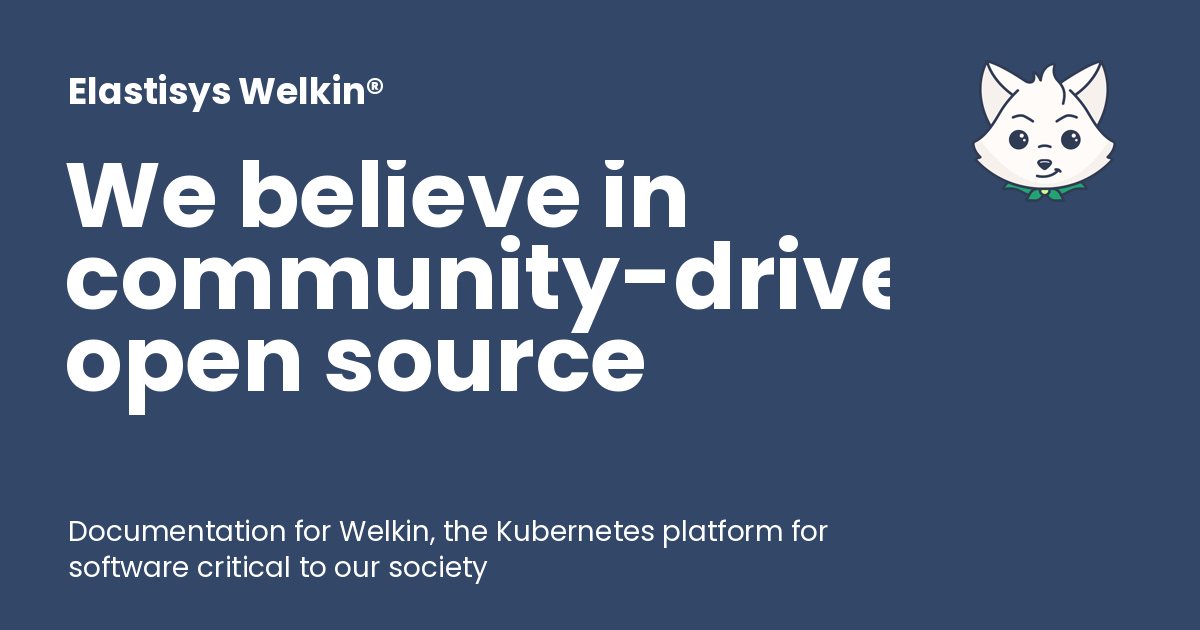 Elastisys Welkin®
We believe in
community-drive
open source
Documentation for Welkin, the Kubernetes platform for
software critical to our society